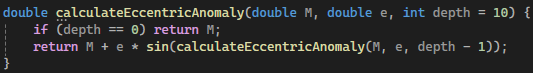 double calculateEccentricAnomaly(double M, double e, int depth = 10) {
    if (depth == 0) return M;
    return M + e * sin(calculateEccentricAnomaly(M, e, depth - 1));
}